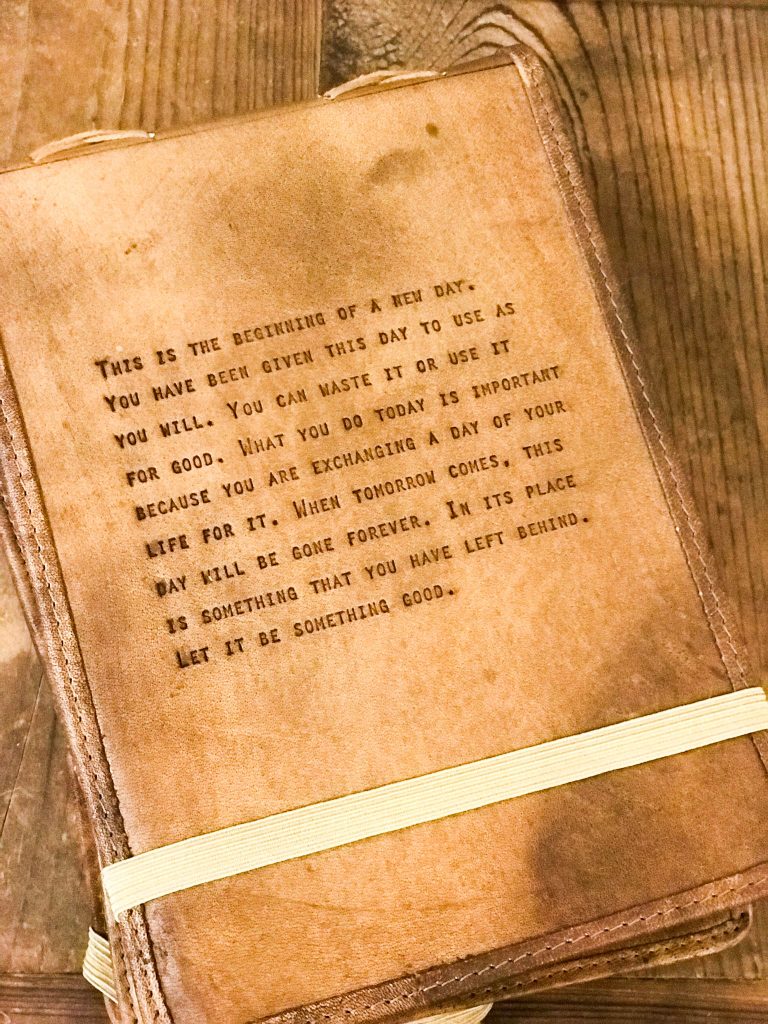 This is the beginning of a new day.
You have been given this day to use as
you will. You can waste it or use it
for good. What you do today is important
because you are exchanging a day of your
life for it. When tomorrow comes, this
day will be gone forever. In its place
is something that you have left behind.
Let it be something good.